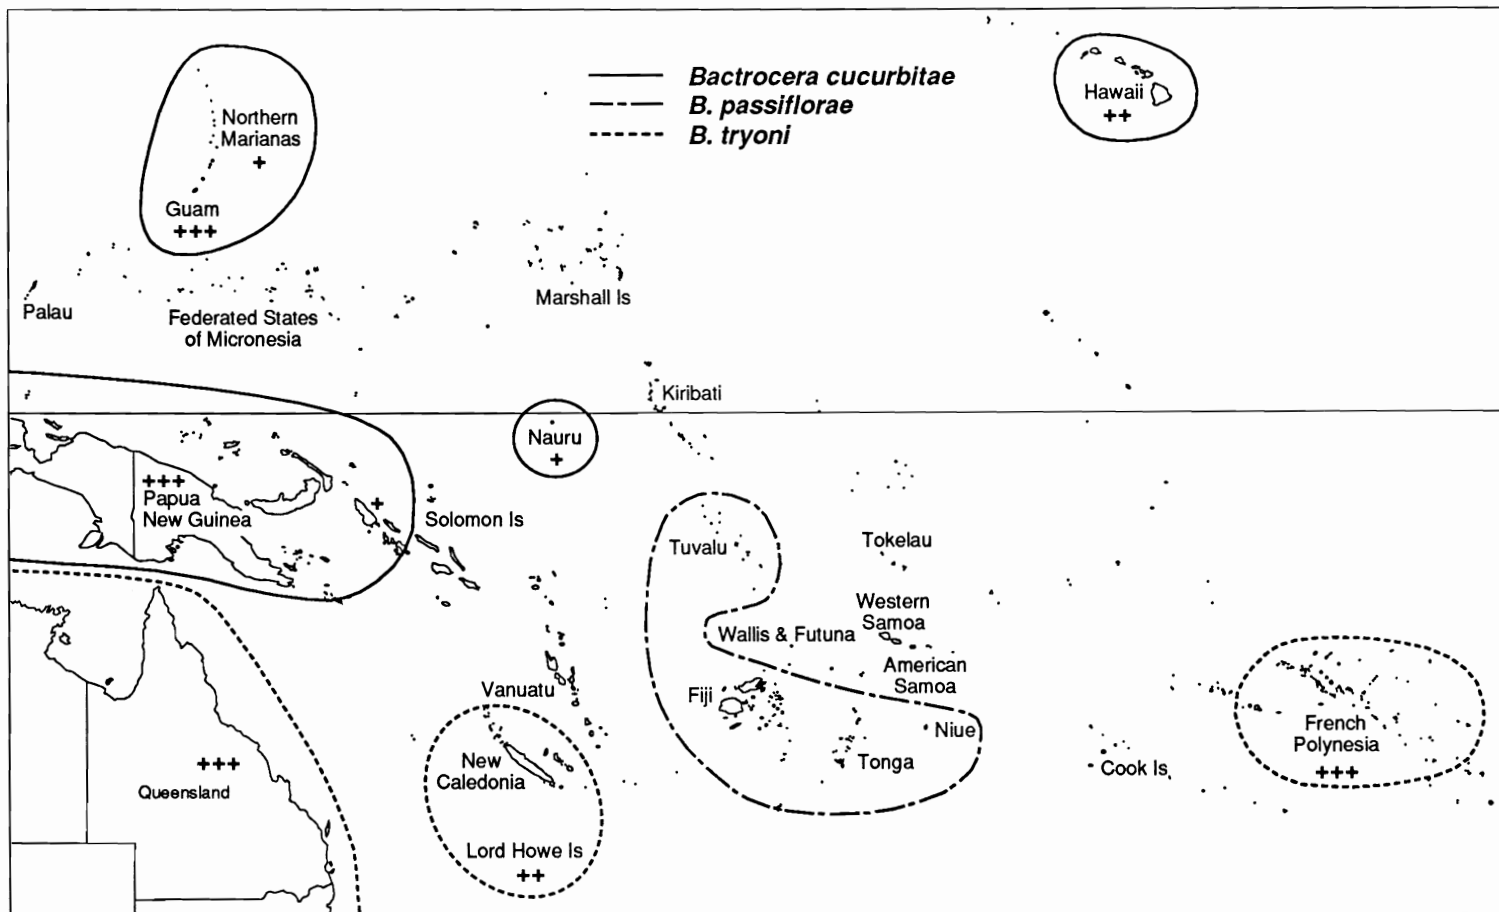 Bactrocera cucurbitae
B. passiflorae
B. tryoni
Hawaii
++
Northern
Marianas
+
Guam
+++
Palau
Federated States
of Micronesia
Marshall Is
Kiribati
Nauru
+
+++
Papua
New Guinea
+
Solomon Is
Tuvalu
Tokelau
Western
Samoa
Wallis & Futuna
American
Samoa
Vanuatu
Fiji
Niue
Tonga
Cook Is
French
Polynesia
+++
New
Caledonia
+++
Queensland
Lord Howe Is
++